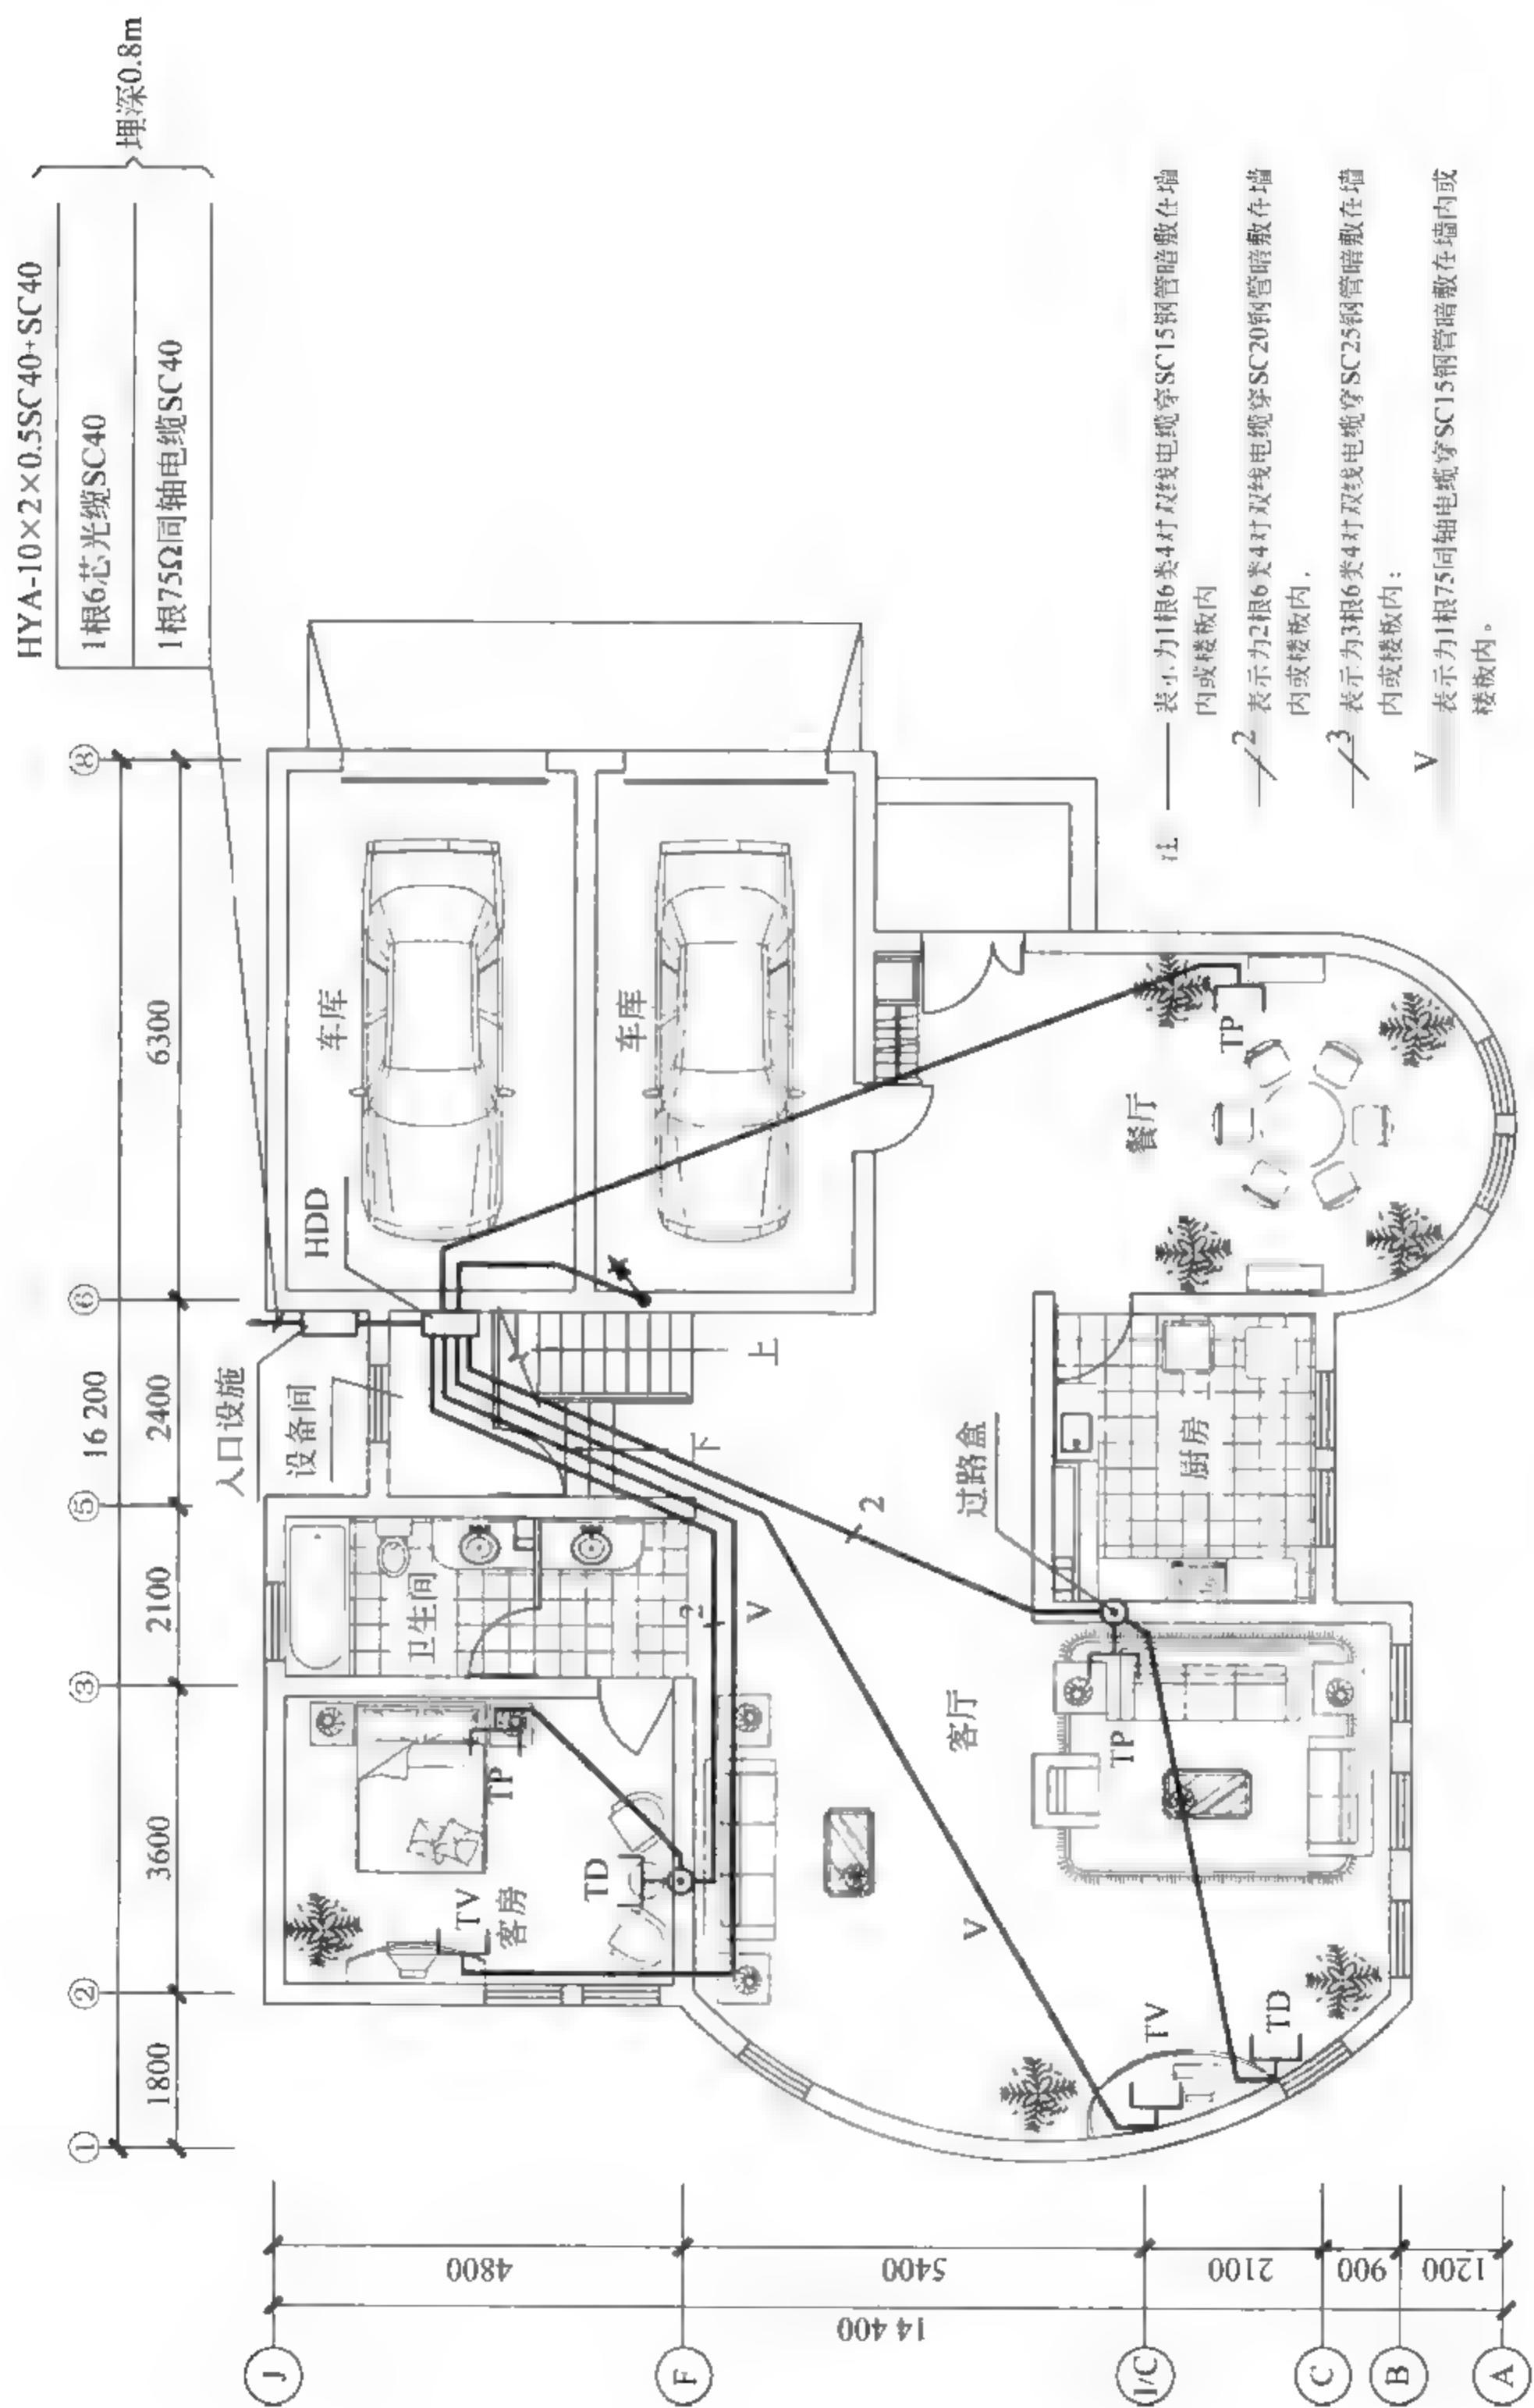 HYA-10×2×0.5SC40+SC40
1根6芯光缆SC40
1根75Ω同轴电缆SC40
埋深0.8m
①
②
③
⑤
⑥
⑧
16 200
1800
3600
2100
2400
6300
入口设施
设备间
HDD
车库
车库
卫生间
客房
TV
TP
TD
2
V
上
下
2
过路盒
厨房
餐厅
TP
客厅
V
TP
TV
TD
J
F
1/C
C
B
A
4800
5400
2100
900
1200
14 400
注
表示为1根6类4对双线电缆穿SC15钢管暗敷在墙
内或楼板内
2
表示为2根6类4对双线电缆穿SC20钢管暗敷在墙
内或楼板内,
3
表示为3根6类4对双线电缆穿SC25钢管暗敷在墙
内或楼板内;
V
表示为1根75同轴电缆穿SC15钢管暗敷在墙内或
楼板内。